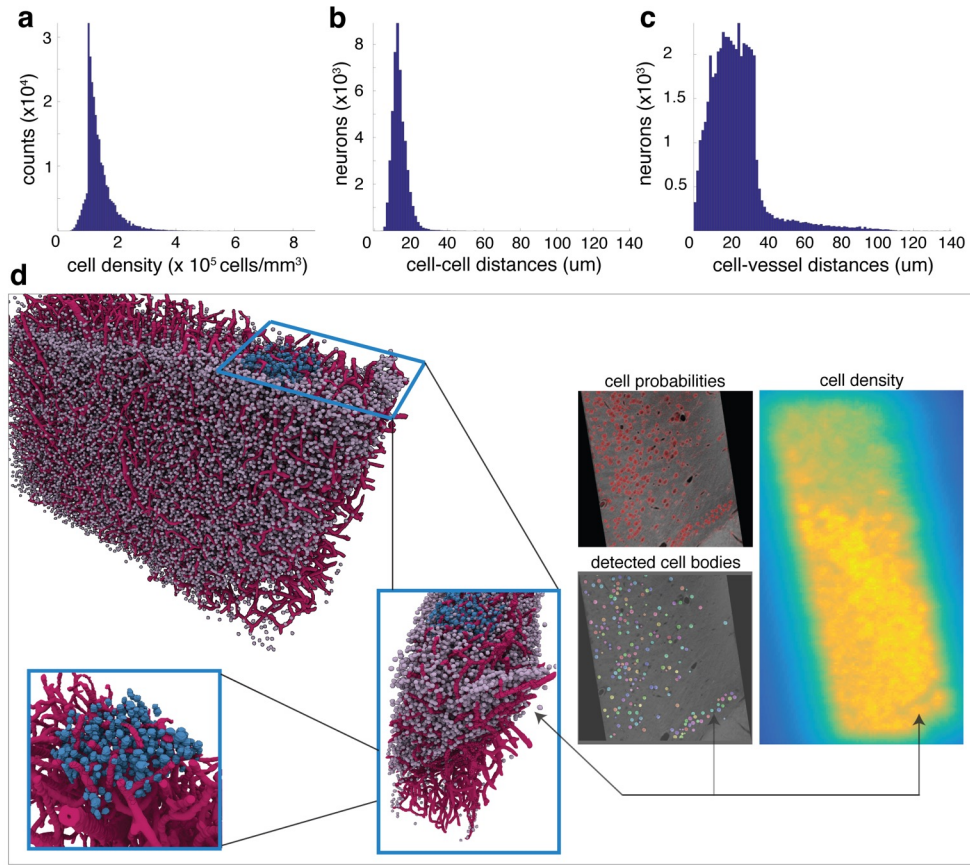 a
3
2
1
counts (x10⁴)
0 2 4 6 8
cell density (x 10⁵ cells/mm³)
b
8
6
4
2
neurons (x10³)
0 20 40 60 80 100 120 140
cell-cell distances (um)
c
2
1.5
1
0.5
neurons (x10³)
0 20 40 60 80 100 120 140
cell-vessel distances (um)
d
cell probabilities
cell density
detected cell bodies